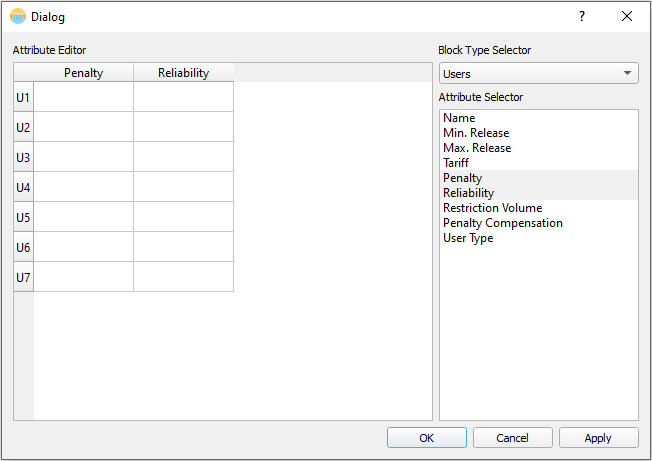 Dialog
?
Attribute Editor
Penalty Reliability
U1
U2
U3
U4
U5
U6
U7
Block Type Selector
Users
Attribute Selector
Name
Min. Release
Max. Release
Tariff
Penalty
Reliability
Restriction Volume
Penalty Compensation
User Type
OK Cancel Apply